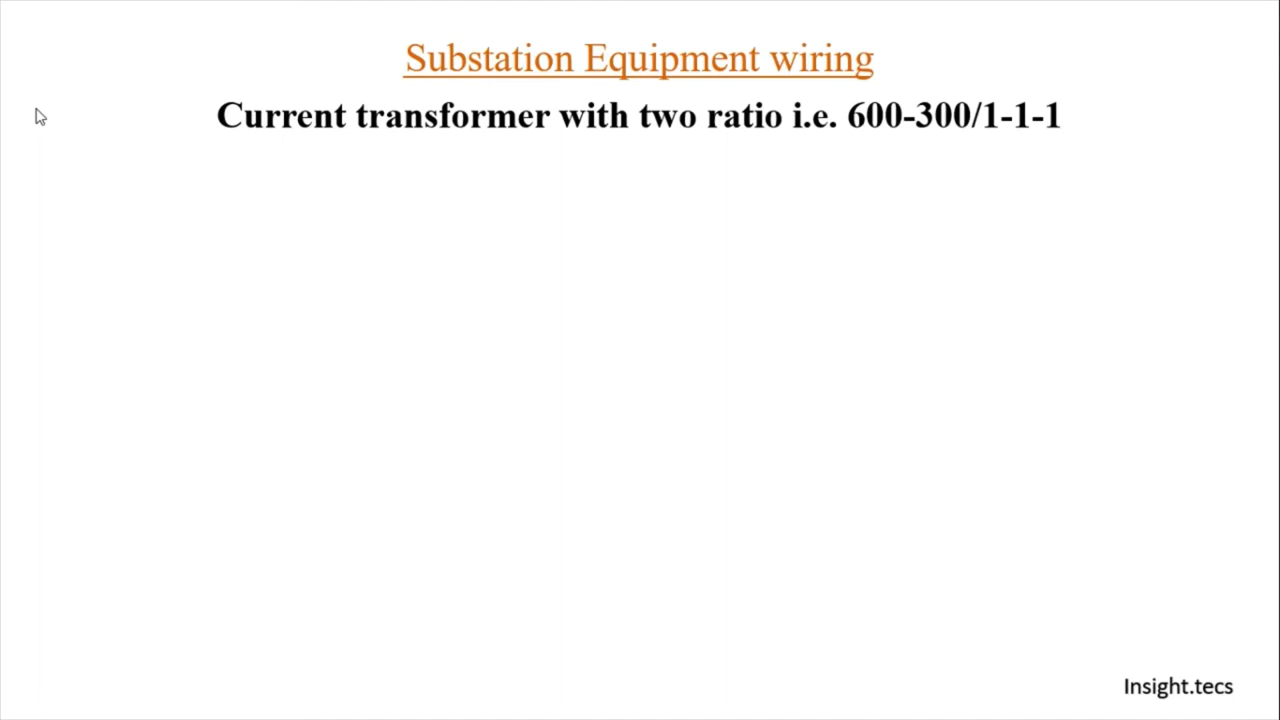 Substation Equipment wiring
Current transformer with two ratio i.e. 600-300/1-1-1
Insight.tecs